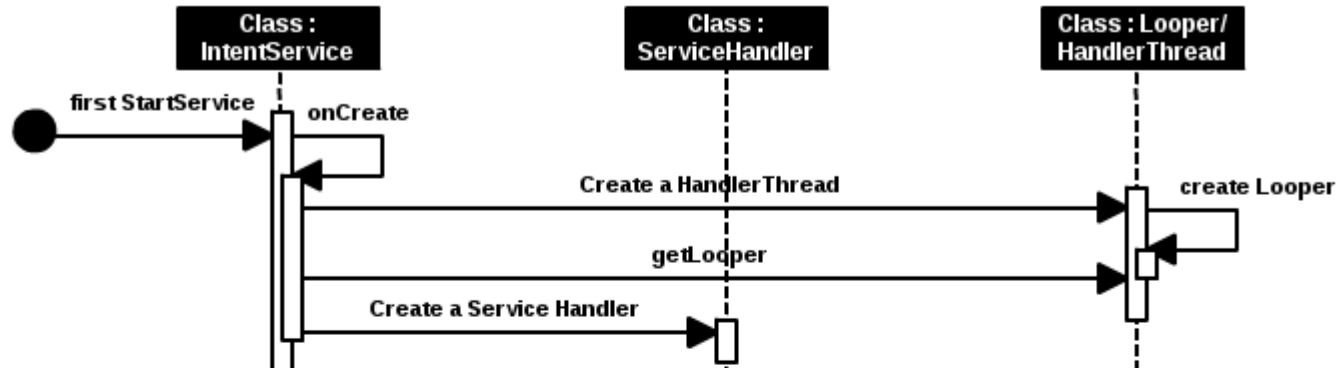 Class :
IntentService
Class :
ServiceHandler
Class : Looper/
HandlerThread
first StartService
onCreate
Create a HandlerThread
create Looper
getLooper
Create a Service Handler